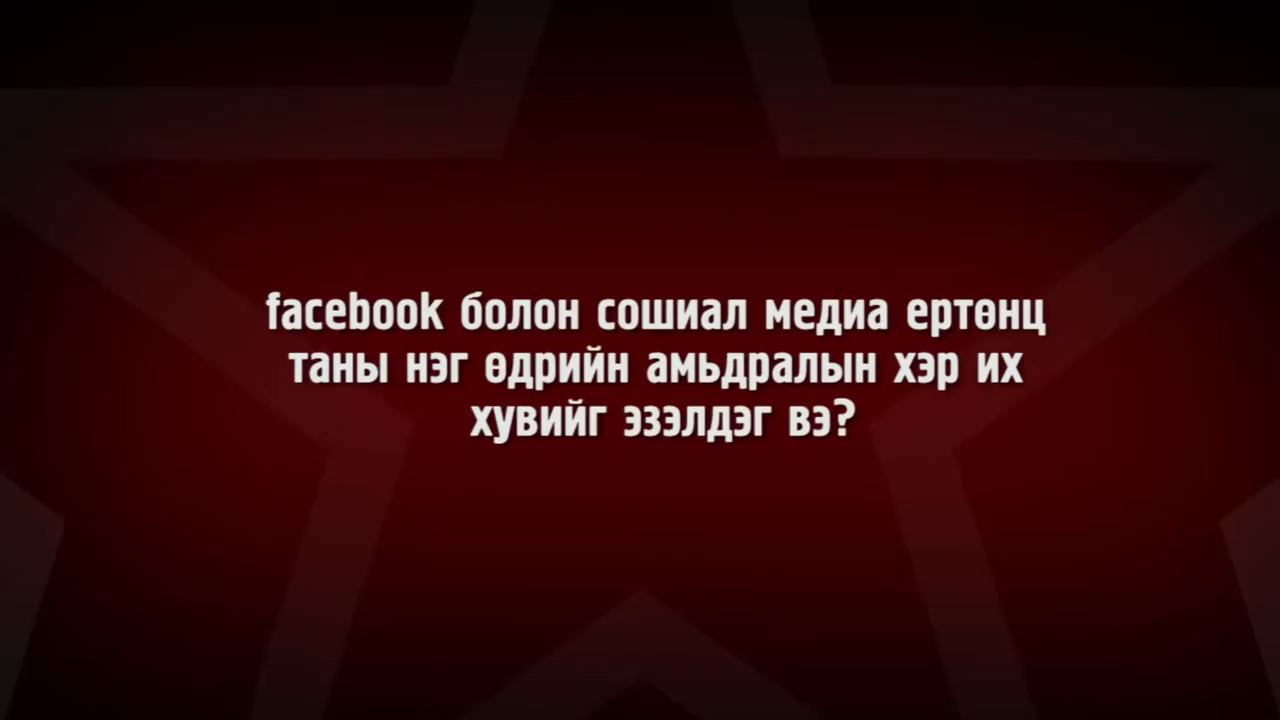 facebook болон сошиал медиа ертөнц
таны нэг өдрийн амьдралын хэр их
хувийг эзэлдэг вэ?